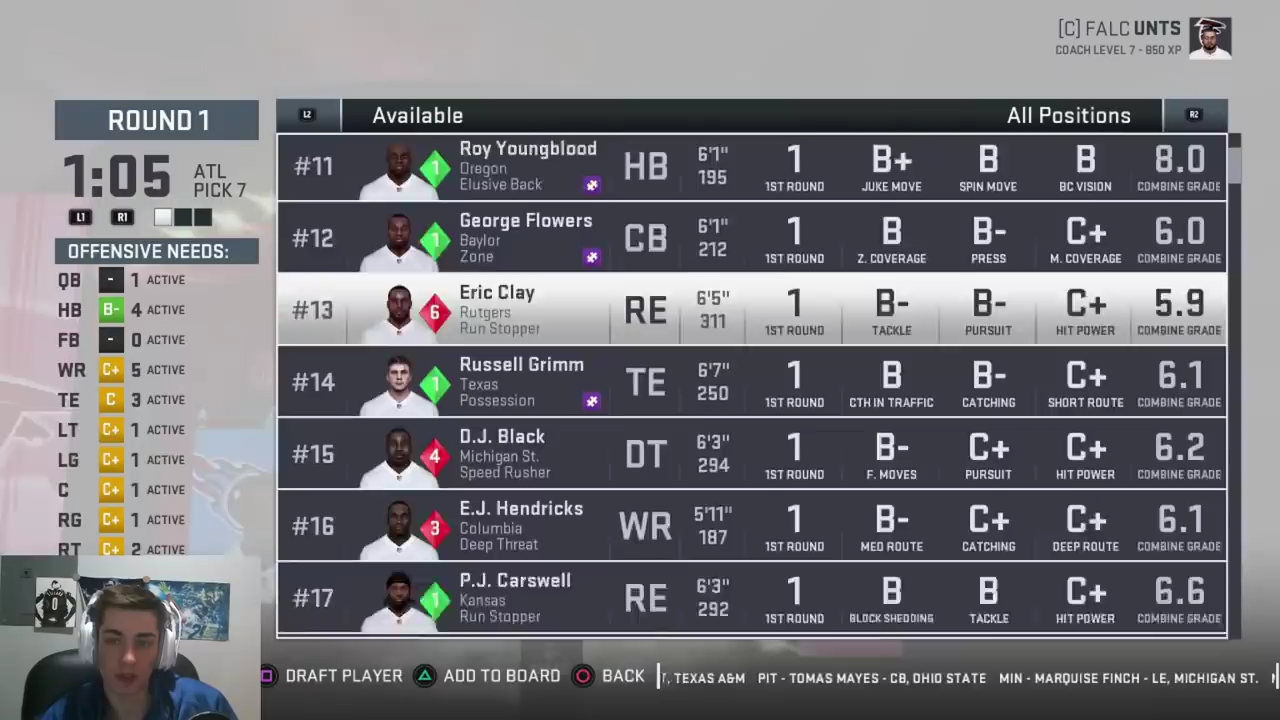 [C] FALC UNTS
COACH LEVEL 7 - 850 XP
ROUND 1
1:05 ATL PICK 7
L1 R1
OFFENSIVE NEEDS:
QB - 1 ACTIVE
HB B- 4 ACTIVE
FB - 0 ACTIVE
WR C+ 5 ACTIVE
TE C 3 ACTIVE
LT C+ 1 ACTIVE
LG C+ 1 ACTIVE
C C+ 1 ACTIVE
RG C+ 1 ACTIVE
RT C+ 2 ACTIVE
L2 Available All Positions R2
#11 1 Roy Youngblood HB 6'1" 1 B+ B B 8.0
Oregon 195
Elusive Back 1ST ROUND JUKE MOVE SPIN MOVE BC VISION COMBINE GRADE
#12 1 George Flowers CB 6'1" 1 B B- C+ 6.0
Baylor 212
Zone 1ST ROUND Z. COVERAGE PRESS M. COVERAGE COMBINE GRADE
#13 6 Eric Clay RE 6'5" 1 B- B- C+ 5.9
Rutgers 311
Run Stopper 1ST ROUND TACKLE PURSUIT HIT POWER COMBINE GRADE
#14 1 Russell Grimm TE 6'7" 1 B B- C+ 6.1
Texas 250
Possession 1ST ROUND CTH IN TRAFFIC CATCHING SHORT ROUTE COMBINE GRADE
#15 4 D.J. Black DT 6'3" 1 B- C+ C+ 6.2
Michigan St. 294
Speed Rusher 1ST ROUND F. MOVES PURSUIT HIT POWER COMBINE GRADE
#16 3 E.J. Hendricks WR 5'11" 1 B- C+ C+ 6.1
Columbia 187
Deep Threat 1ST ROUND MED ROUTE CATCHING DEEP ROUTE COMBINE GRADE
#17 1 P.J. Carswell RE 6'3" 1 B B C+ 6.6
Kansas 292
Run Stopper 1ST ROUND BLOCK SHEDDING TACKLE HIT POWER COMBINE GRADE
0
DRAFT PLAYER ADD TO BOARD BACK T, TEXAS A&M PIT - TOMAS MAYES - CB, OHIO STATE MIN - MARQUISE FINCH - LE, MICHIGAN ST.